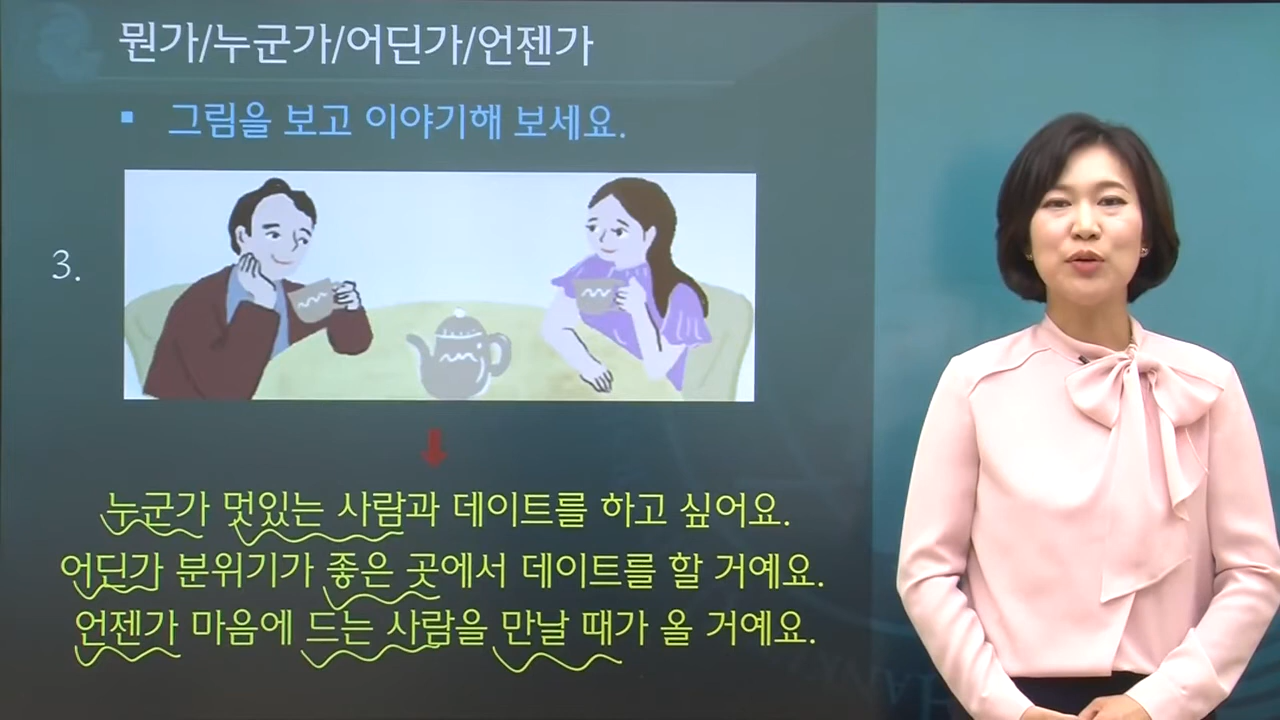 뭔가/누군가/어딘가/언젠가
▪ 그림을 보고 이야기해 보세요.
3.
누군가 멋있는 사람과 데이트를 하고 싶어요.
어딘가 분위기가 좋은 곳에서 데이트를 할 거예요.
언젠가 마음에 드는 사람을 만날 때가 올 거예요.